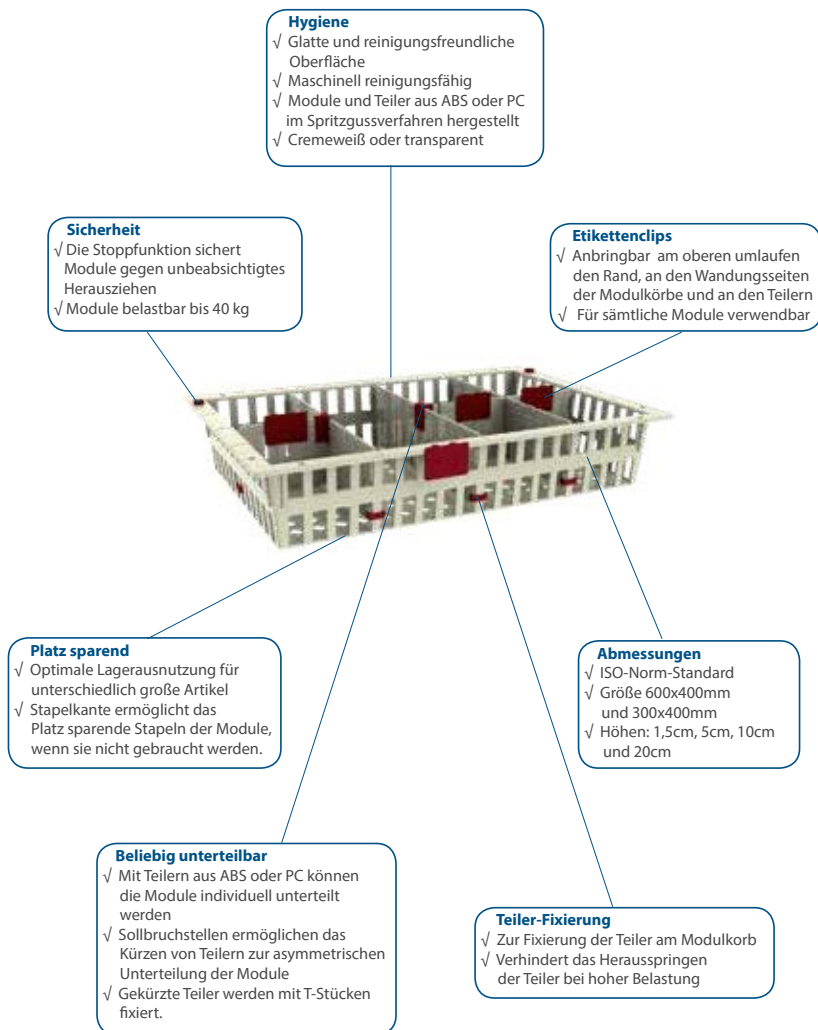 Hygiene
√ Glatte und reinigungsfreundliche
Oberfläche
√ Maschinell reinigungsfähig
√ Module und Teiler aus ABS oder PC
im Spritzgussverfahren hergestellt
√ Cremeweiß oder transparent
Sicherheit
√ Die Stoppfunktion sichert
Module gegen unbeabsichtigtes
Herausziehen
√ Module belastbar bis 40 kg
Etikettenclips
√ Anbringbar am oberen umlaufen
den Rand, an den Wandungsseiten
der Modulkörbe und an den Teilern
√ Für sämtliche Module verwendbar
Platz sparend
√ Optimale Lagerausnutzung für
unterschiedlich große Artikel
√ Stapelkante ermöglicht das
Platz sparende Stapeln der Module,
wenn sie nicht gebraucht werden.
Abmessungen
√ ISO-Norm-Standard
√ Größe 600x400mm
und 300x400mm
√ Höhen: 1,5cm, 5cm, 10cm
und 20cm
Beliebig unterteilbar
√ Mit Teilern aus ABS oder PC können
die Module individuell unterteilt
werden
√ Sollbruchstellen ermöglichen das
Kürzen von Teilern zur asymmetrischen
Unterteilung der Module
√ Gekürzte Teiler werden mit T-Stücken
fixiert.
Teiler-Fixierung
√ Zur Fixierung der Teiler am Modulkorb
√ Verhindert das Herausspringen
der Teiler bei hoher Belastung